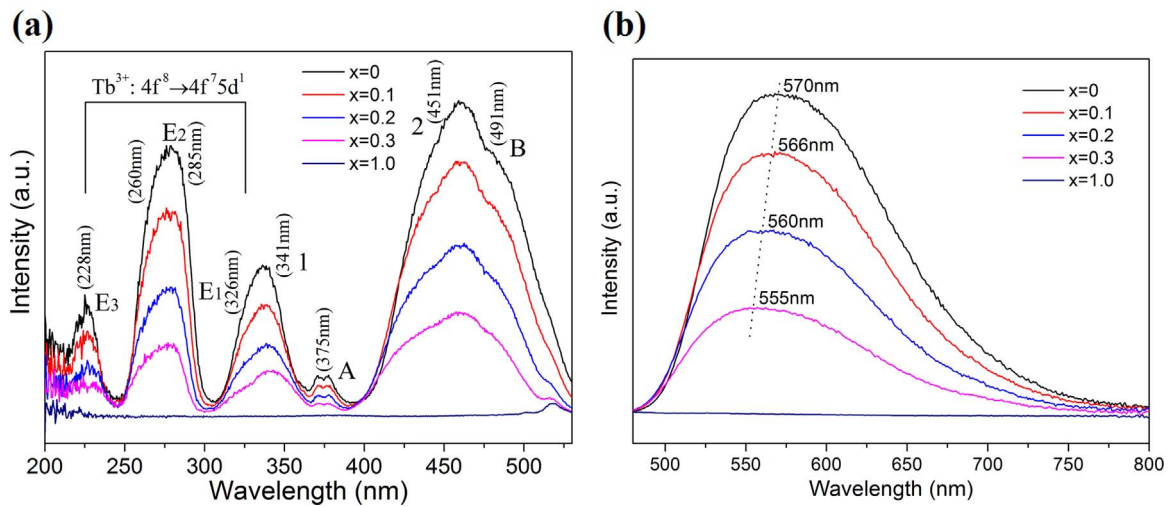 (a)
Tb³⁺: 4f⁸→4f⁷5d¹
x=0
x=0.1
x=0.2
x=0.3
x=1.0
(228nm)
E₃
(260nm)
E₂
(285nm)
E₁
(326nm)
(341nm)
1
(375nm)
A
2
(451nm)
(491nm)
B
Intensity (a.u.)
200 250 300 350 400 450 500
Wavelength (nm)
(b)
570nm
566nm
560nm
555nm
x=0
x=0.1
x=0.2
x=0.3
x=1.0
Intensity (a.u.)
500 550 600 650 700 750 800
Wavelength (nm)